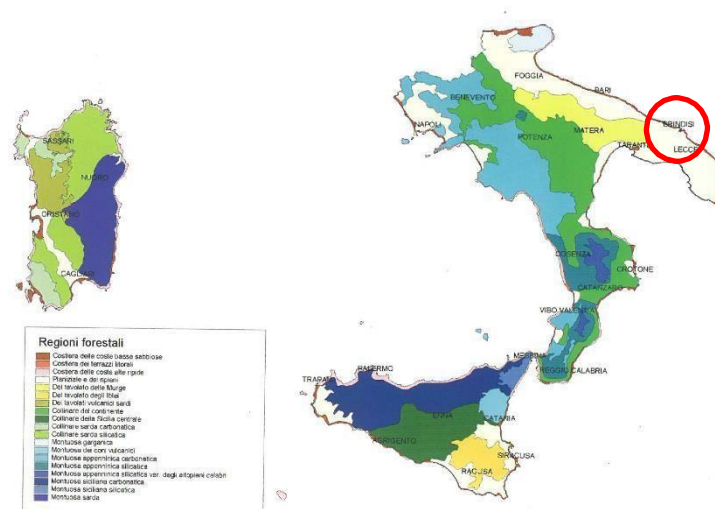 FOGGIA
BARI
BENEVENTO
BRINDISI
NAPOLI
MATERA
POTENZA
LECCE
SASSARI
NUORO
ORISTANO
CAGLIARI
COSENZA
CROTONE
CATANZARO
VIBO VALENTIA
MESSINA
REGGIO CALABRIA
PALERMO
TRAPANI
ENNA
CATANIA
AGRIGENTO
SIRACUSA
RAGUSA
Regioni forestali
Costiera delle coste basse sabbiose
Costiera dei terrazzi litorali
Costiera delle coste alte ripide
Planiziale e dei ripiani
Del tavolato delle Murge
Del tavolato degli Iblei
Dei tavolati vulcanici sardi
Collinare del continente
Collinare della Sicilia centrale
Collinare sarda carbonatica
Collinare sarda silicatica
Montuosa garganica
Montuosa dei coni vulcanici
Montuosa appenninica carbonatica
Montuosa appenninica silicatica
Montuosa appenninica silicatica var. degli altopiani calabri
Montuosa siciliana carbonatica
Montuosa siciliana silicatica
Montuosa sarda